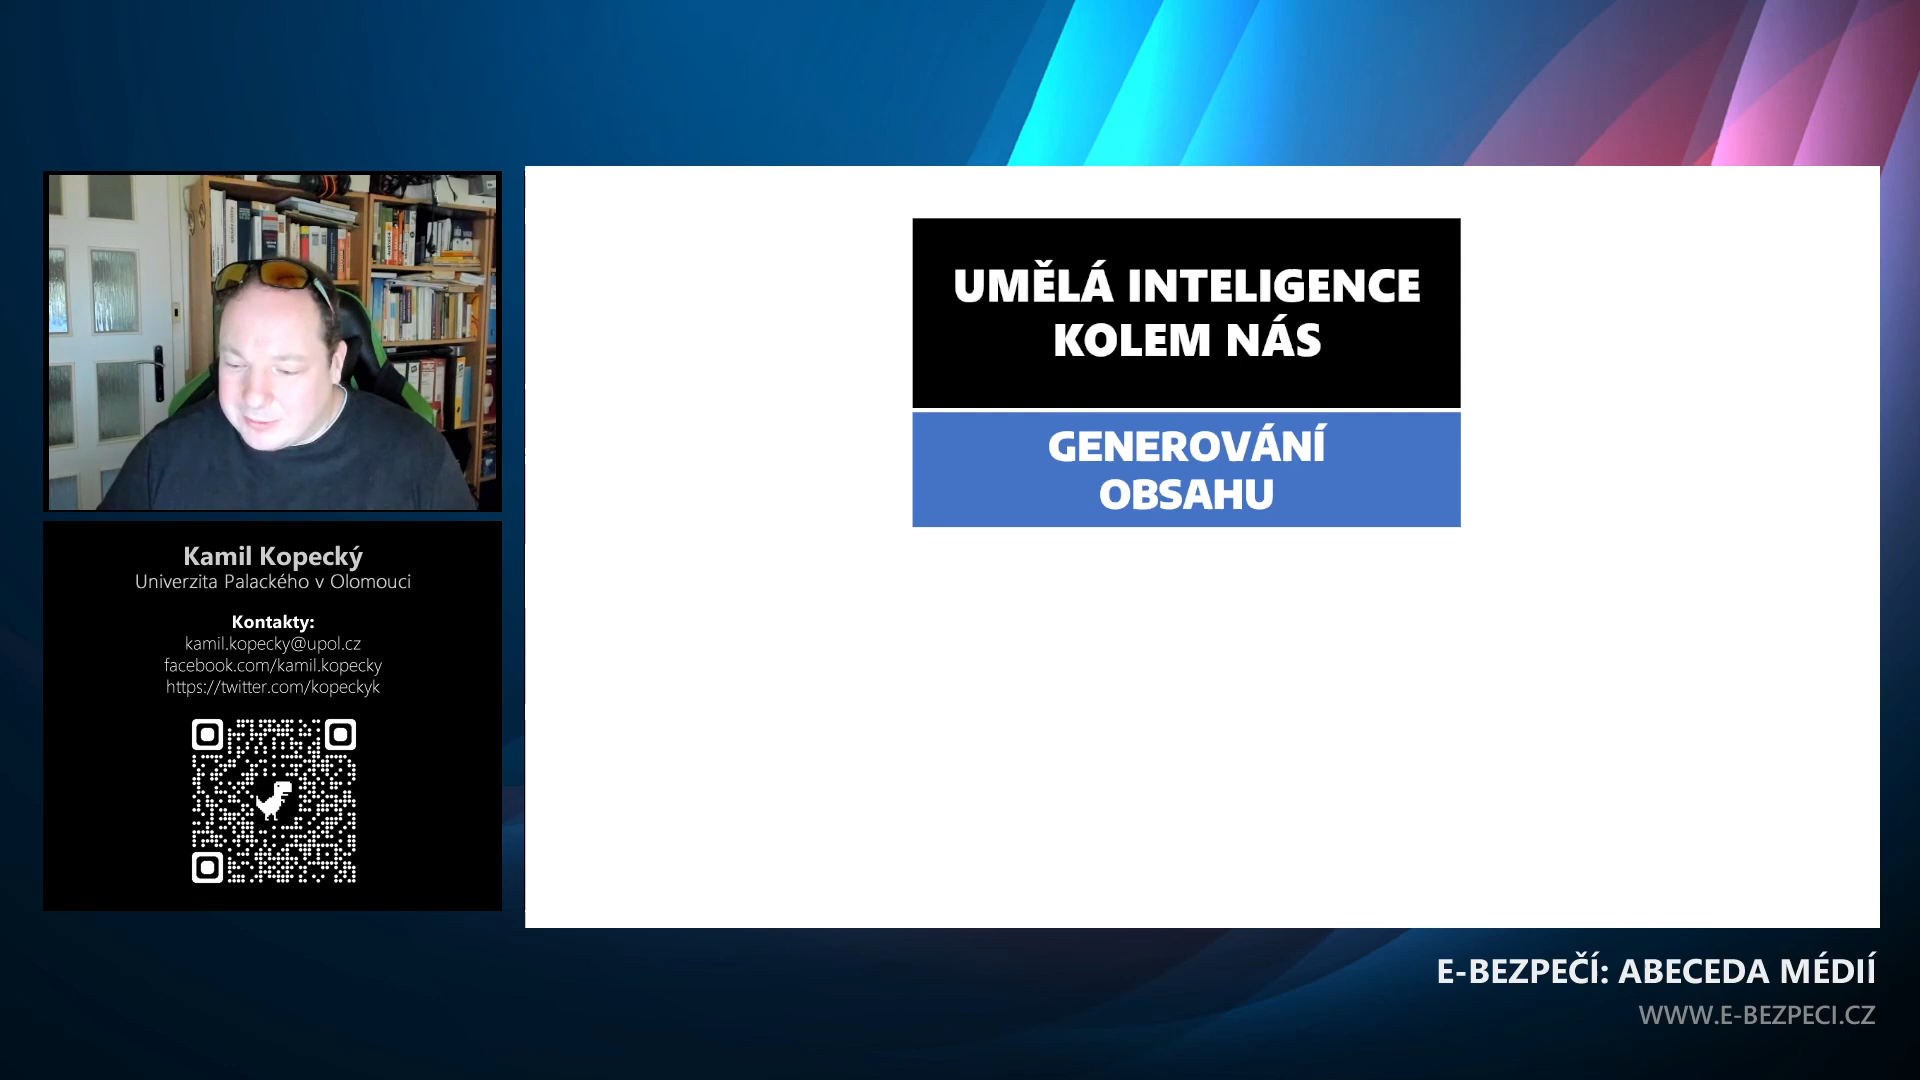 Kamil Kopecký
Univerzita Palackého v Olomouci
Kontakty:
kamil.kopecky@upol.cz
facebook.com/kamil.kopecky
https://twitter.com/kopeckyk
UMĚLÁ INTELIGENCE
KOLEM NÁS
GENEROVÁNÍ
OBSAHU
E-BEZPEČÍ: ABECEDA MÉDIÍ
WWW.E-BEZPECI.CZ